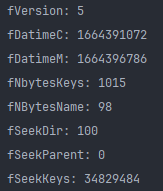 fVersion: 5
fDatimeC: 1664391072
fDatimeM: 1664396786
fNbytesKeys: 1015
fNBytesName: 98
fSeekDir: 100
fSeekParent: 0
fSeekKeys: 34829484